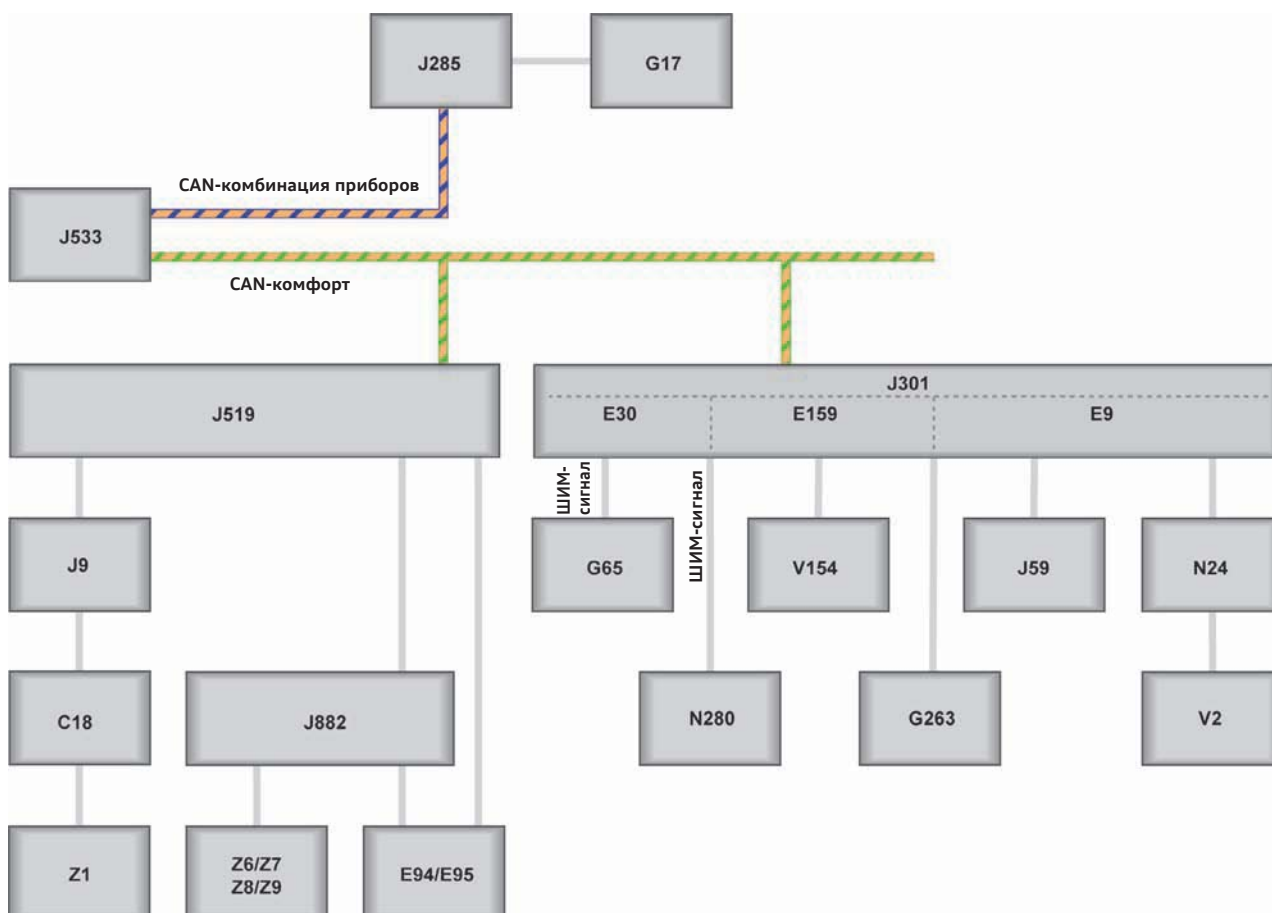 J285
G17
CAN-комбинация приборов
J533
CAN-комфорт
J519
J301
E30
E159
E9
ШИМ-
сигнал
ШИМ-сигнал
J9
G65
V154
J59
N24
C18
J882
N280
G263
V2
Z1
Z6/Z7
Z8/Z9
E94/E95